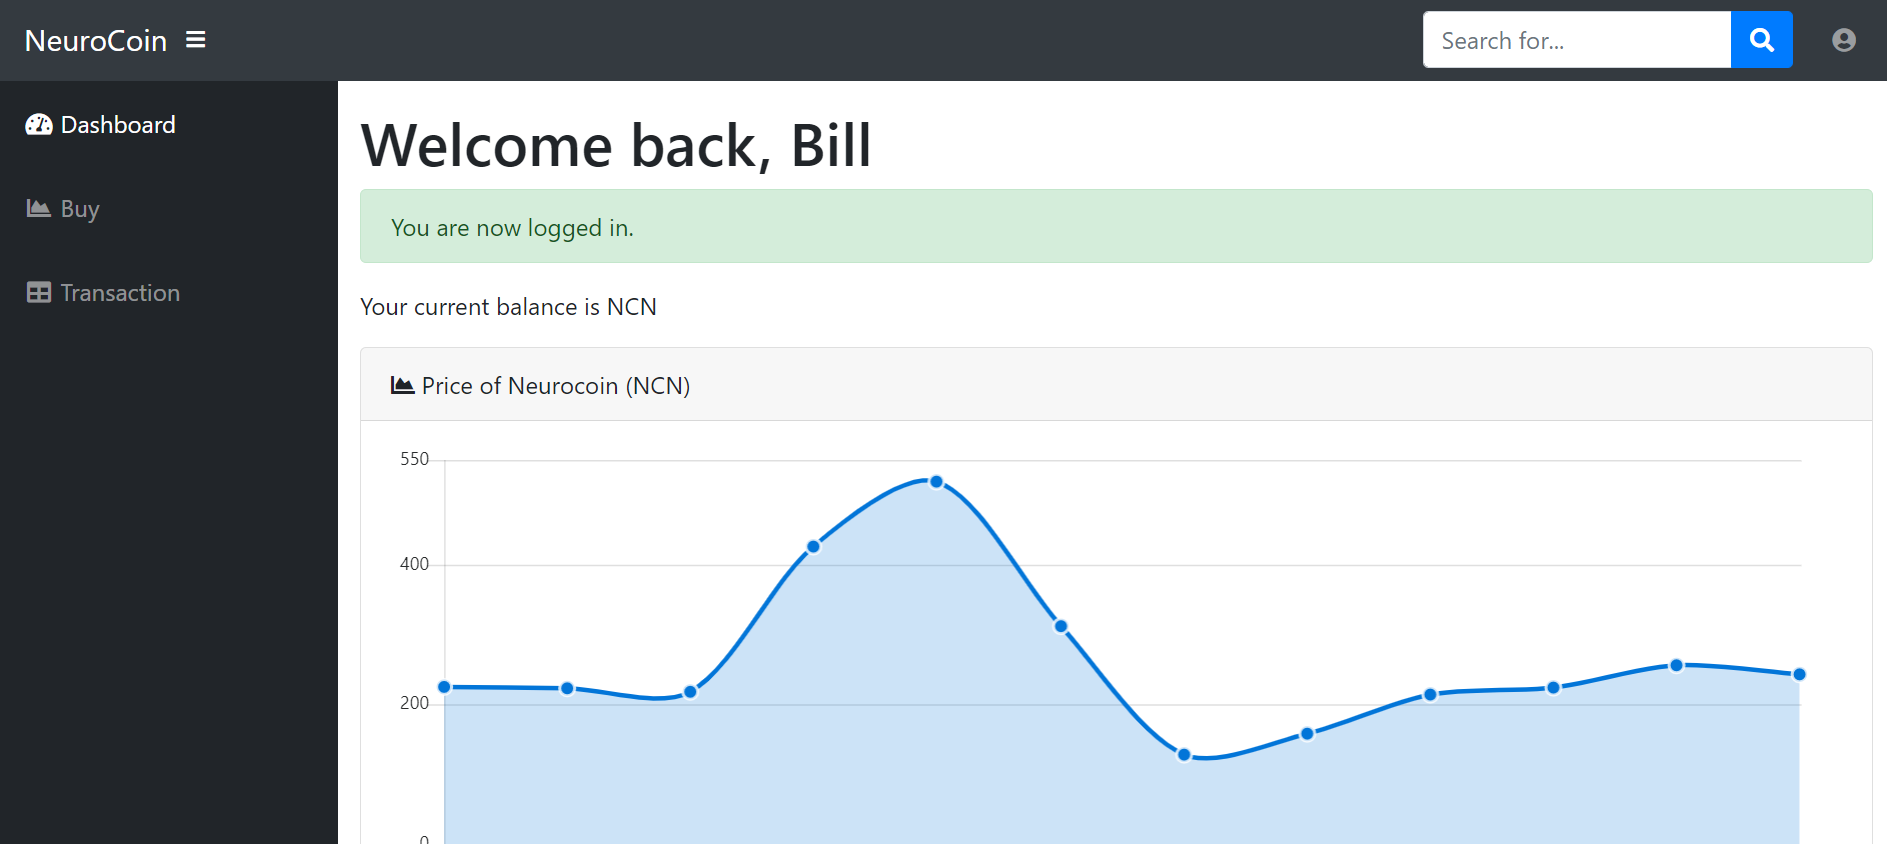 NeuroCoin
Search for...
Dashboard
Buy
Transaction
Welcome back, Bill
You are now logged in.
Your current balance is NCN
Price of Neurocoin (NCN)
550
400
200
0